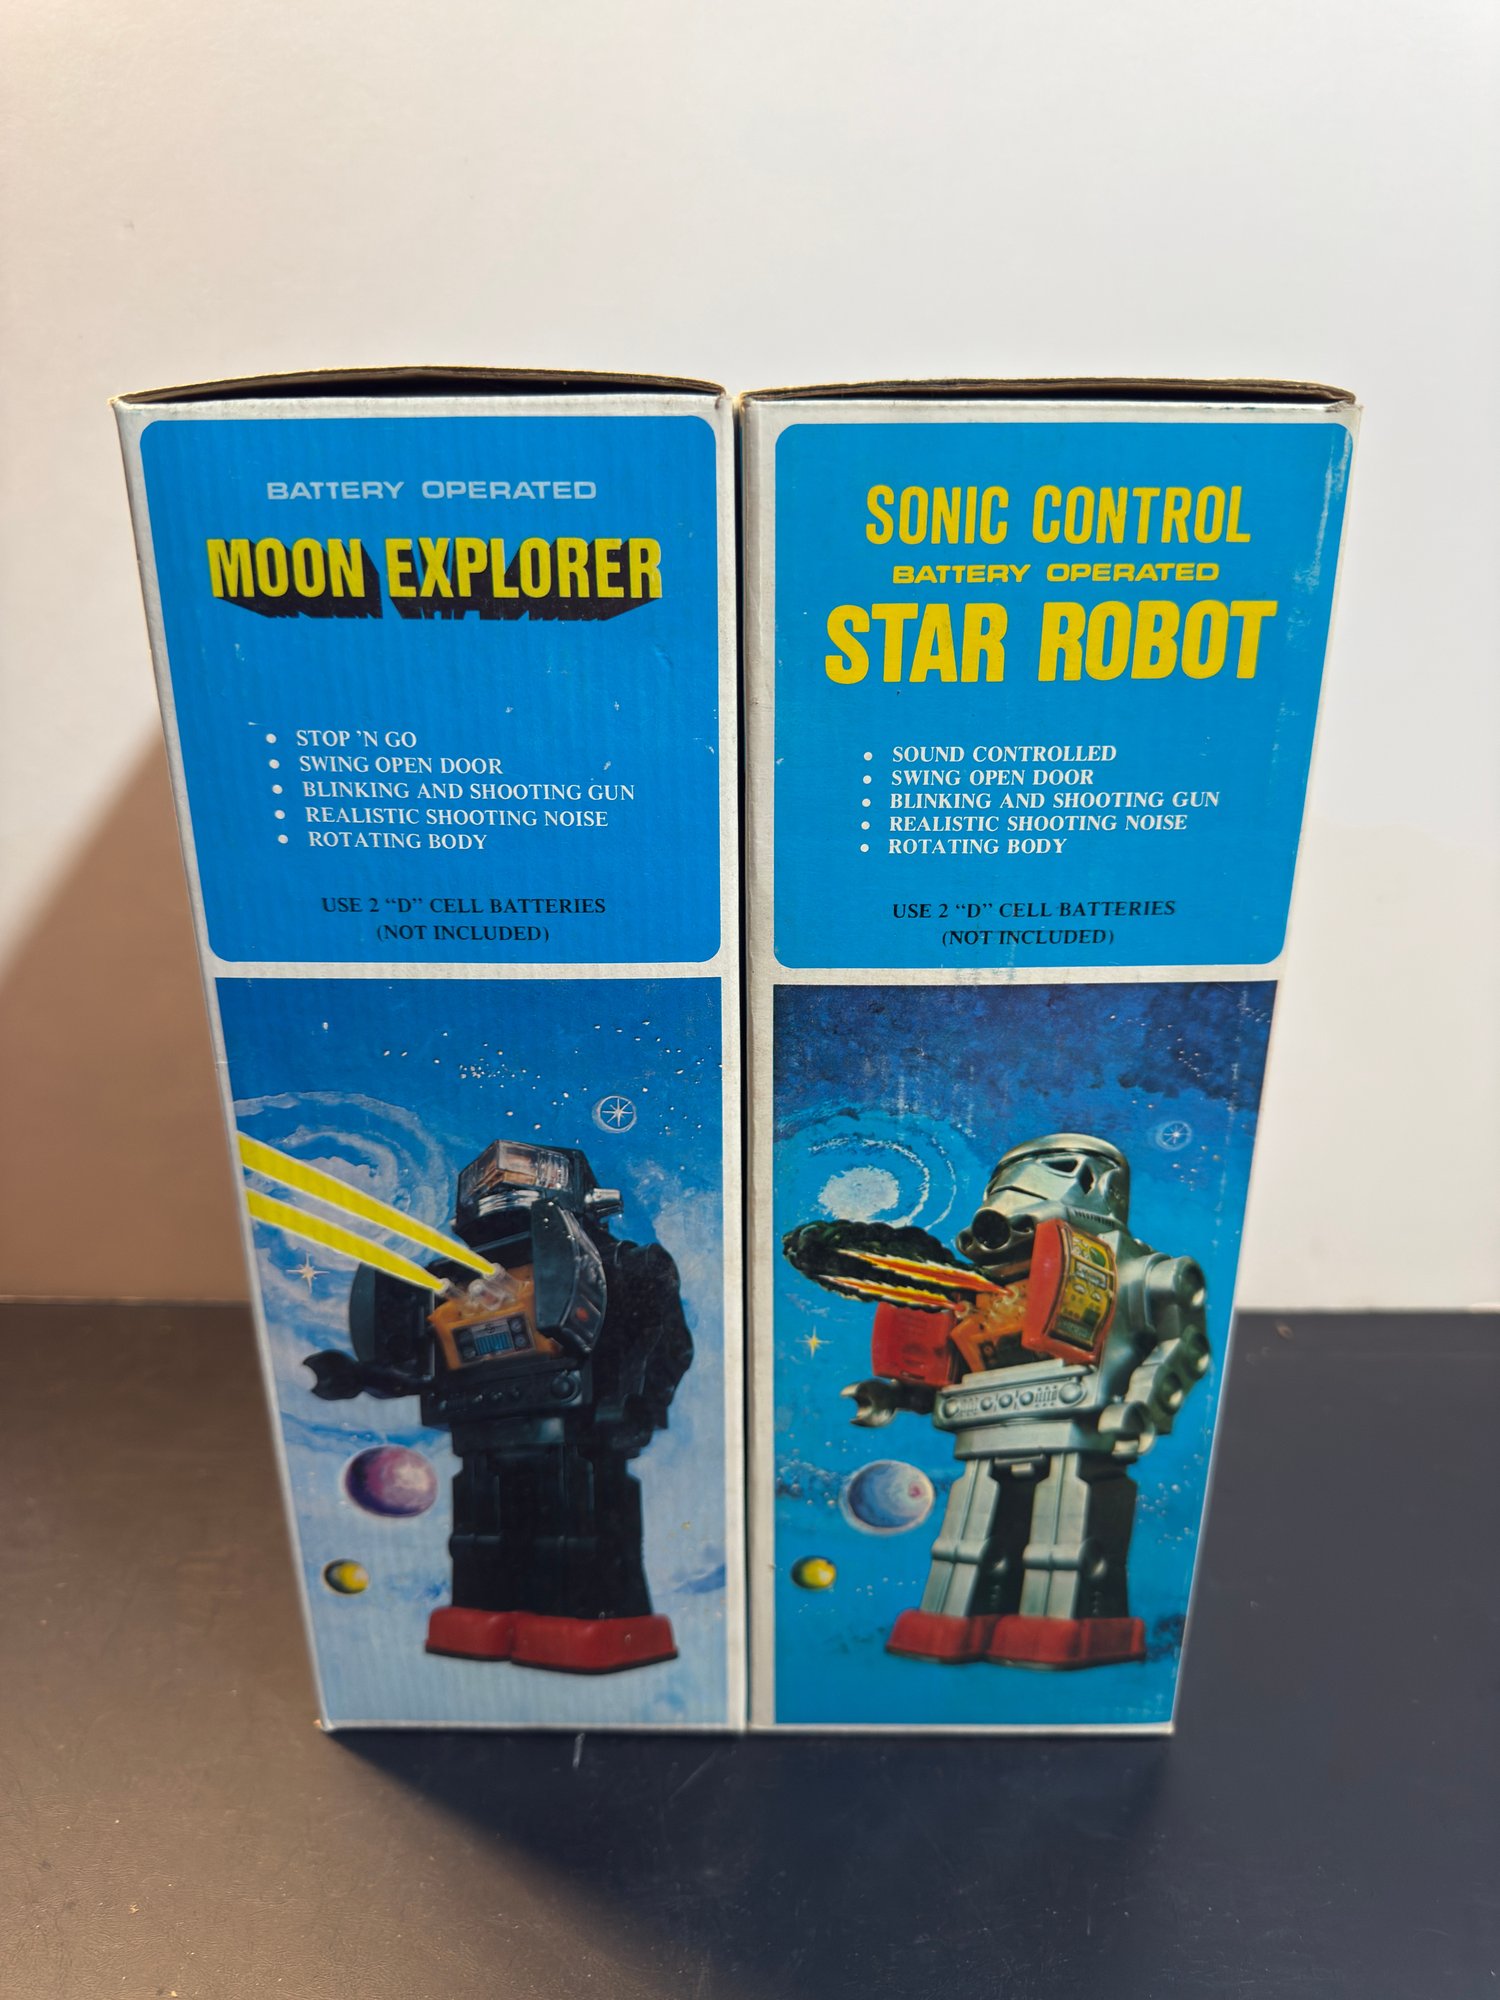 BATTERY OPERATED
MOON EXPLORER
• STOP 'N GO
• SWING OPEN DOOR
• BLINKING AND SHOOTING GUN
• REALISTIC SHOOTING NOISE
• ROTATING BODY
USE 2 “D” CELL BATTERIES
(NOT INCLUDED)
SONIC CONTROL
BATTERY OPERATED
STAR ROBOT
• SOUND CONTROLLED
• SWING OPEN DOOR
• BLINKING AND SHOOTING GUN
• REALISTIC SHOOTING NOISE
• ROTATING BODY
USE 2 “D” CELL BATTERIES
(NOT INCLUDED)